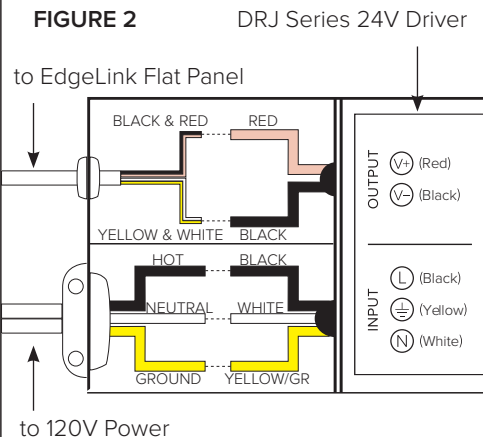 FIGURE 2
DRJ Series 24V Driver
to EdgeLink Flat Panel
BLACK & RED RED
YELLOW & WHITE BLACK
HOT BLACK
NEUTRAL WHITE
GROUND YELLOW/GR
OUTPUT
V+ (Red)
V– (Black)
INPUT
L (Black)
(Yellow)
N (White)
to 120V Power